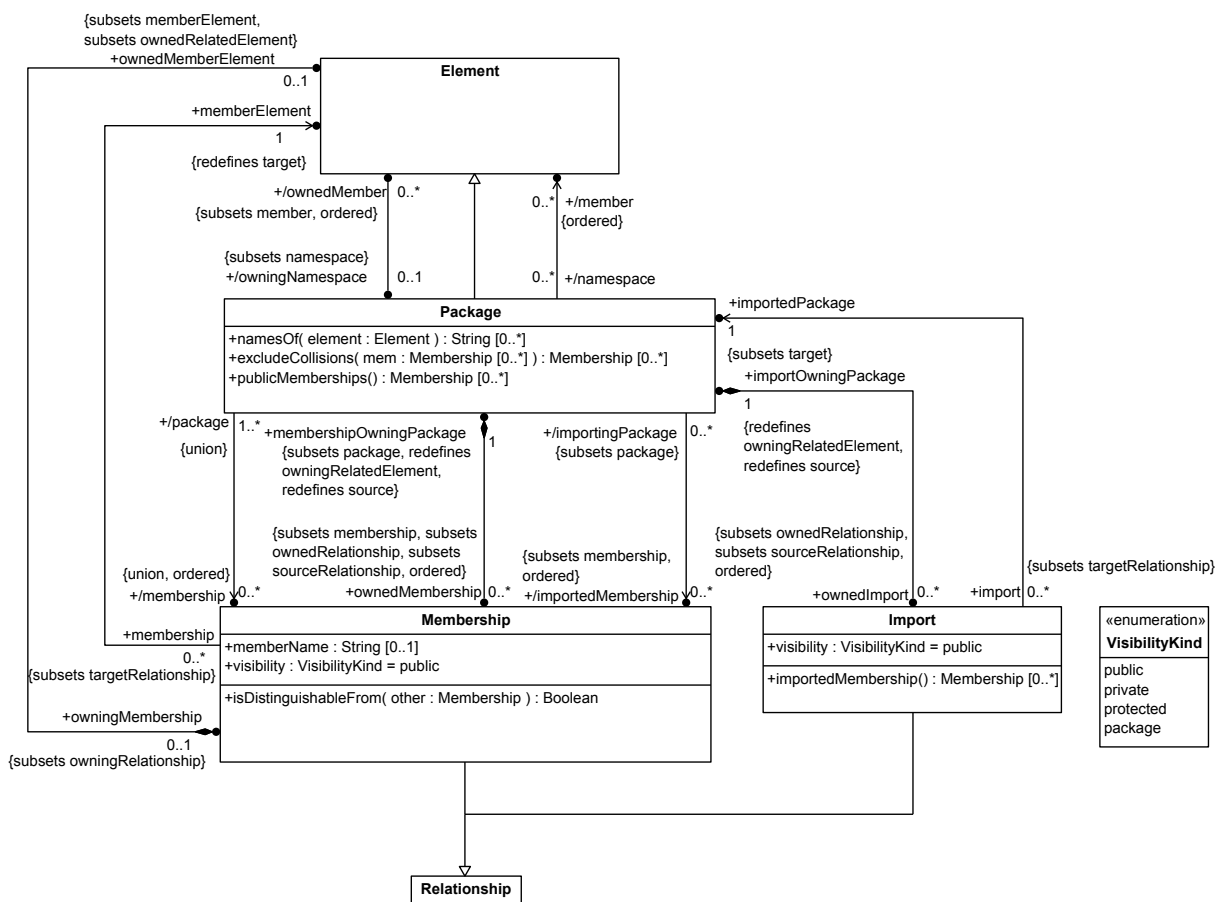 {subsets memberElement,
subsets ownedRelatedElement}
+ownedMemberElement
0..1
Element
+memberElement
1
{redefines target}
+/ownedMember
0..*
{subsets member, ordered}
0..*
+/member
{ordered}
{subsets namespace}
+/owningNamespace
0..1
0..*
+/namespace
Package
+namesOf( element : Element ) : String [0..*]
+excludeCollisions( mem : Membership [0..*] ) : Membership [0..*]
+publicMemberships() : Membership [0..*]
+importedPackage
1
{subsets target}
+importOwningPackage
1
{redefines
owningRelatedElement,
redefines source}
+/package
1..*
{union}
+membershipOwningPackage
1
{subsets package, redefines
owningRelatedElement,
redefines source}
+/importingPackage
0..*
{subsets package}
{union, ordered}
+/membership
0..*
{subsets membership, subsets
ownedRelationship, subsets
sourceRelationship, ordered}
+ownedMembership
0..*
{subsets membership,
ordered}
+/importedMembership
0..*
{subsets ownedRelationship,
subsets sourceRelationship,
ordered}
+ownedImport
0..*
{subsets targetRelationship}
+import
0..*
Membership
+memberName : String [0..1]
+visibility : VisibilityKind = public
+isDistinguishableFrom( other : Membership ) : Boolean
+membership
0..*
{subsets targetRelationship}
+owningMembership
0..1
{subsets owningRelationship}
Import
+visibility : VisibilityKind = public
+importedMembership() : Membership [0..*]
«enumeration»
VisibilityKind
public
private
protected
package
Relationship